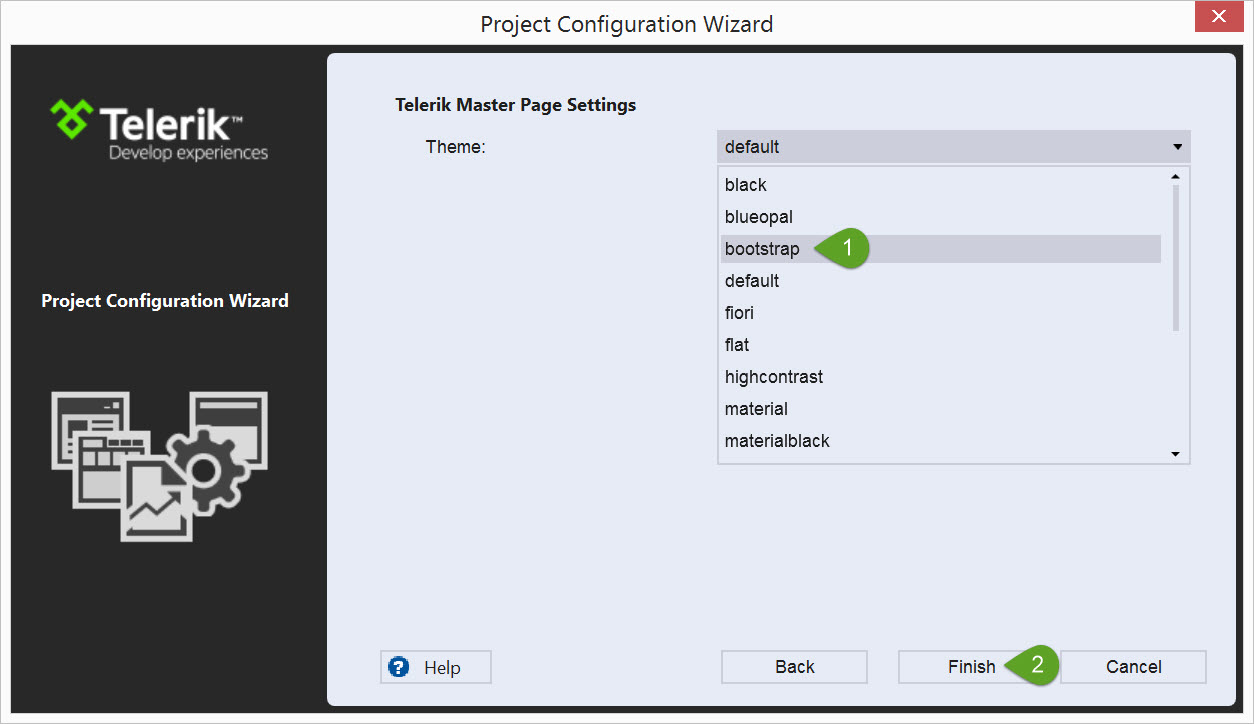 Project Configuration Wizard
Telerik™
Develop experiences
Project Configuration Wizard
Telerik Master Page Settings
Theme: default
black
blueopal
bootstrap 1
default
fiori
flat
highcontrast
material
materialblack
? Help Back Finish 2 Cancel